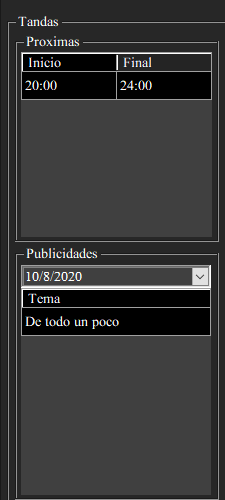 Tandas
Proximas
Inicio Final
20:00 24:00
Publicidades
10/8/2020
Tema
De todo un poco